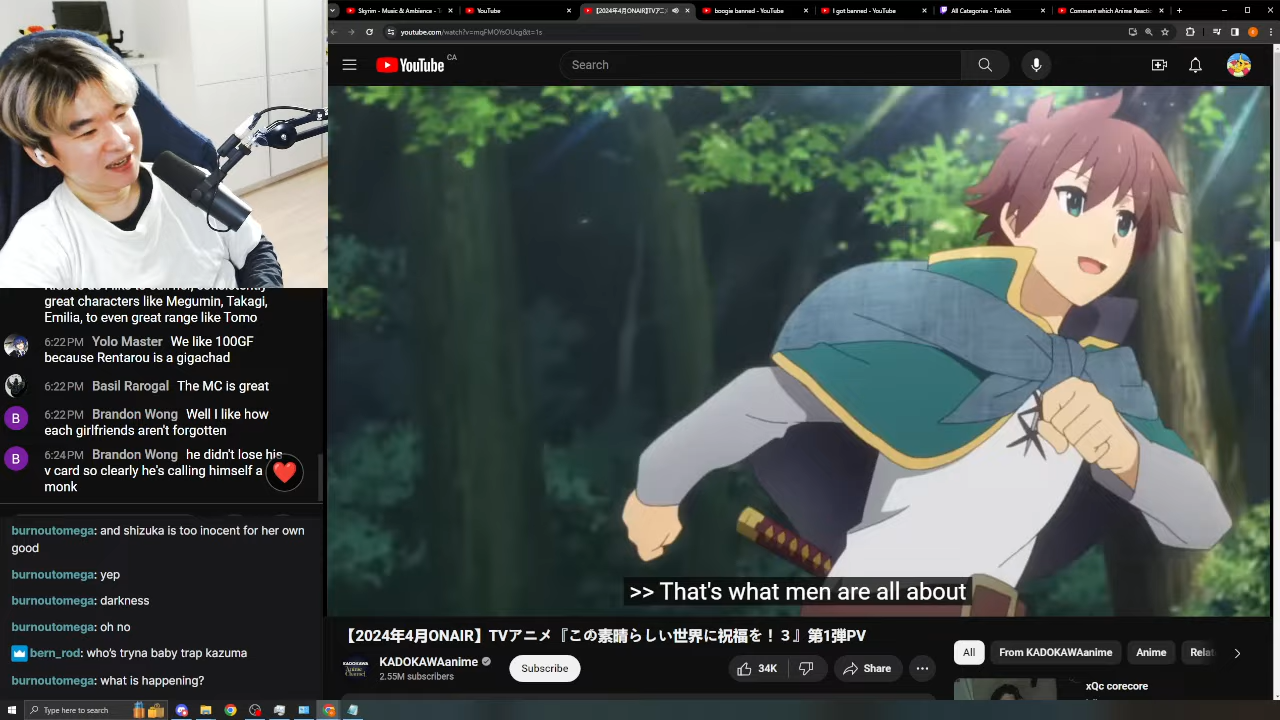 Skyrim - Music & Ambience - T
YouTube
【2024年4月ONAIR】TVアニ
boogie banned - YouTube
I got banned - YouTube
All Categories - Twitch
Comment which Anime Reacti
youtube.com/watch?v=mqFMOYsOUcg&t=1s
YouTube CA
Search
great characters like Megumin, Takagi,
Emilia, to even great range like Tomo
6:22 PM Yolo Master We like 100GF
because Rentarou is a gigachad
6:22 PM Basil Rarogal The MC is great
6:22 PM Brandon Wong Well I like how
each girlfriends aren't forgotten
6:24 PM Brandon Wong he didn't lose his
v card so clearly he's calling himself a
monk
B
B
burnoutomega: and shizuka is too inocent for her own
good
burnoutomega: yep
burnoutomega: darkness
burnoutomega: oh no
bern_rod: who's tryna baby trap kazuma
burnoutomega: what is happening?
>> That's what men are all about
【2024年4月ONAIR】TVアニメ『この素晴らしい世界に祝福を！３』第1弾PV
KADOKAWAanime
2.55M subscribers
Subscribe
34K
Share
All
From KADOKAWAanime
Anime
Relat
xQc corecore
Type here to search